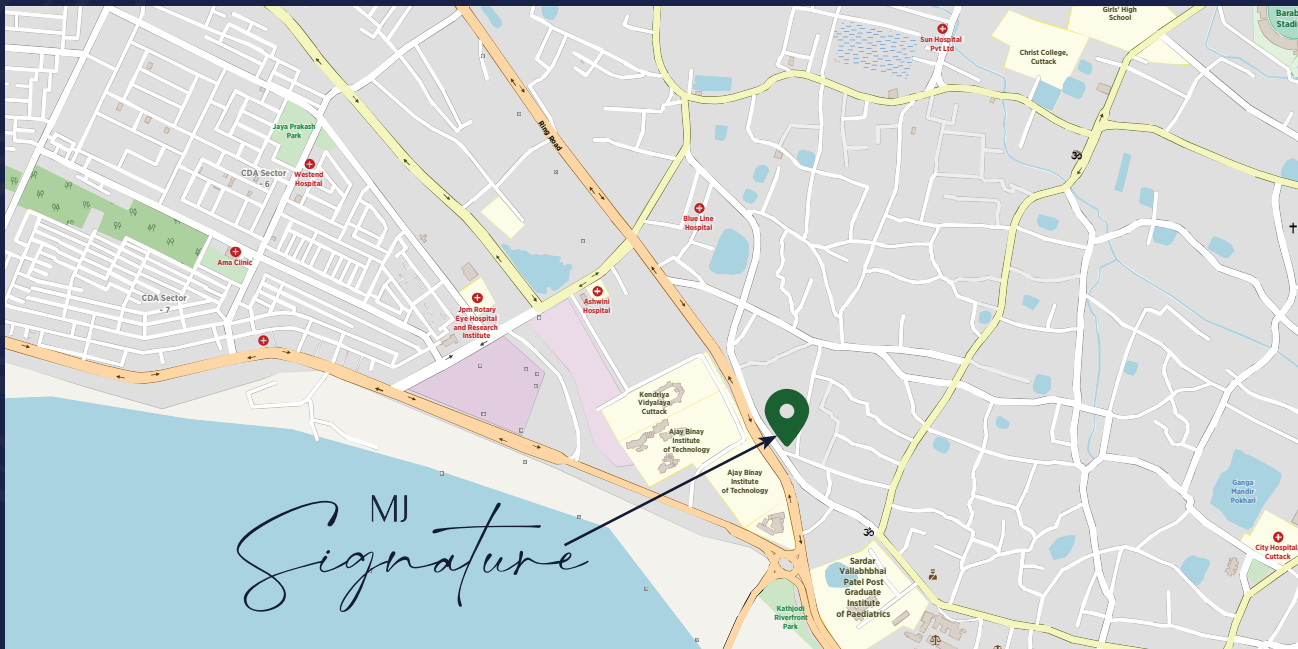 Girls' High
School
Barab
Stadi
Sun Hospital
Pvt Ltd
Christ College,
Cuttack
Jaya Prakash
Park
Ring Road
CDA Sector
- 6
Westend
Hospital
ॐ
Blue Line
Hospital
Ama Clinic
CDA Sector
- 7
Jpm Rotary
Eye Hospital
and Research
Institute
Ashwini
Hospital
Kendriya
Vidyalaya,
Cuttack
Ajay Binay
Institute
of Technology
Ajay Binay
Institute
of Technology
Ganga
Mandir
Pokhari
MJ
Signature
ॐ
City Hospital,
Cuttack
Sardar
Vallabhbhai
Patel Post
Graduate
Institute
of Paediatrics
Kathjodi
Riverfront
Park